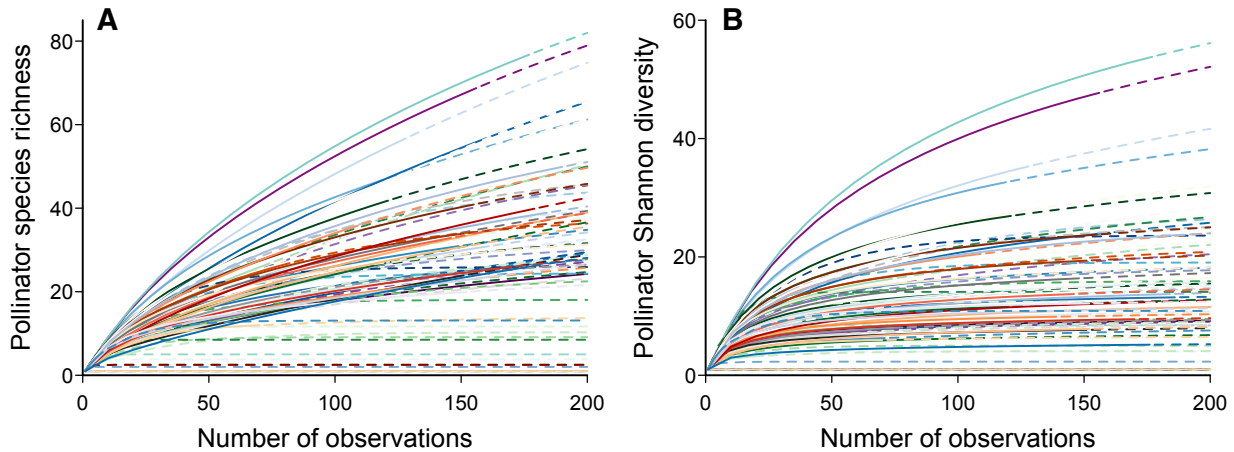 A
Pollinator species richness
80
60
40
20
0
0 50 100 150 200
Number of observations
B
Pollinator Shannon diversity
60
40
20
0
0 50 100 150 200
Number of observations